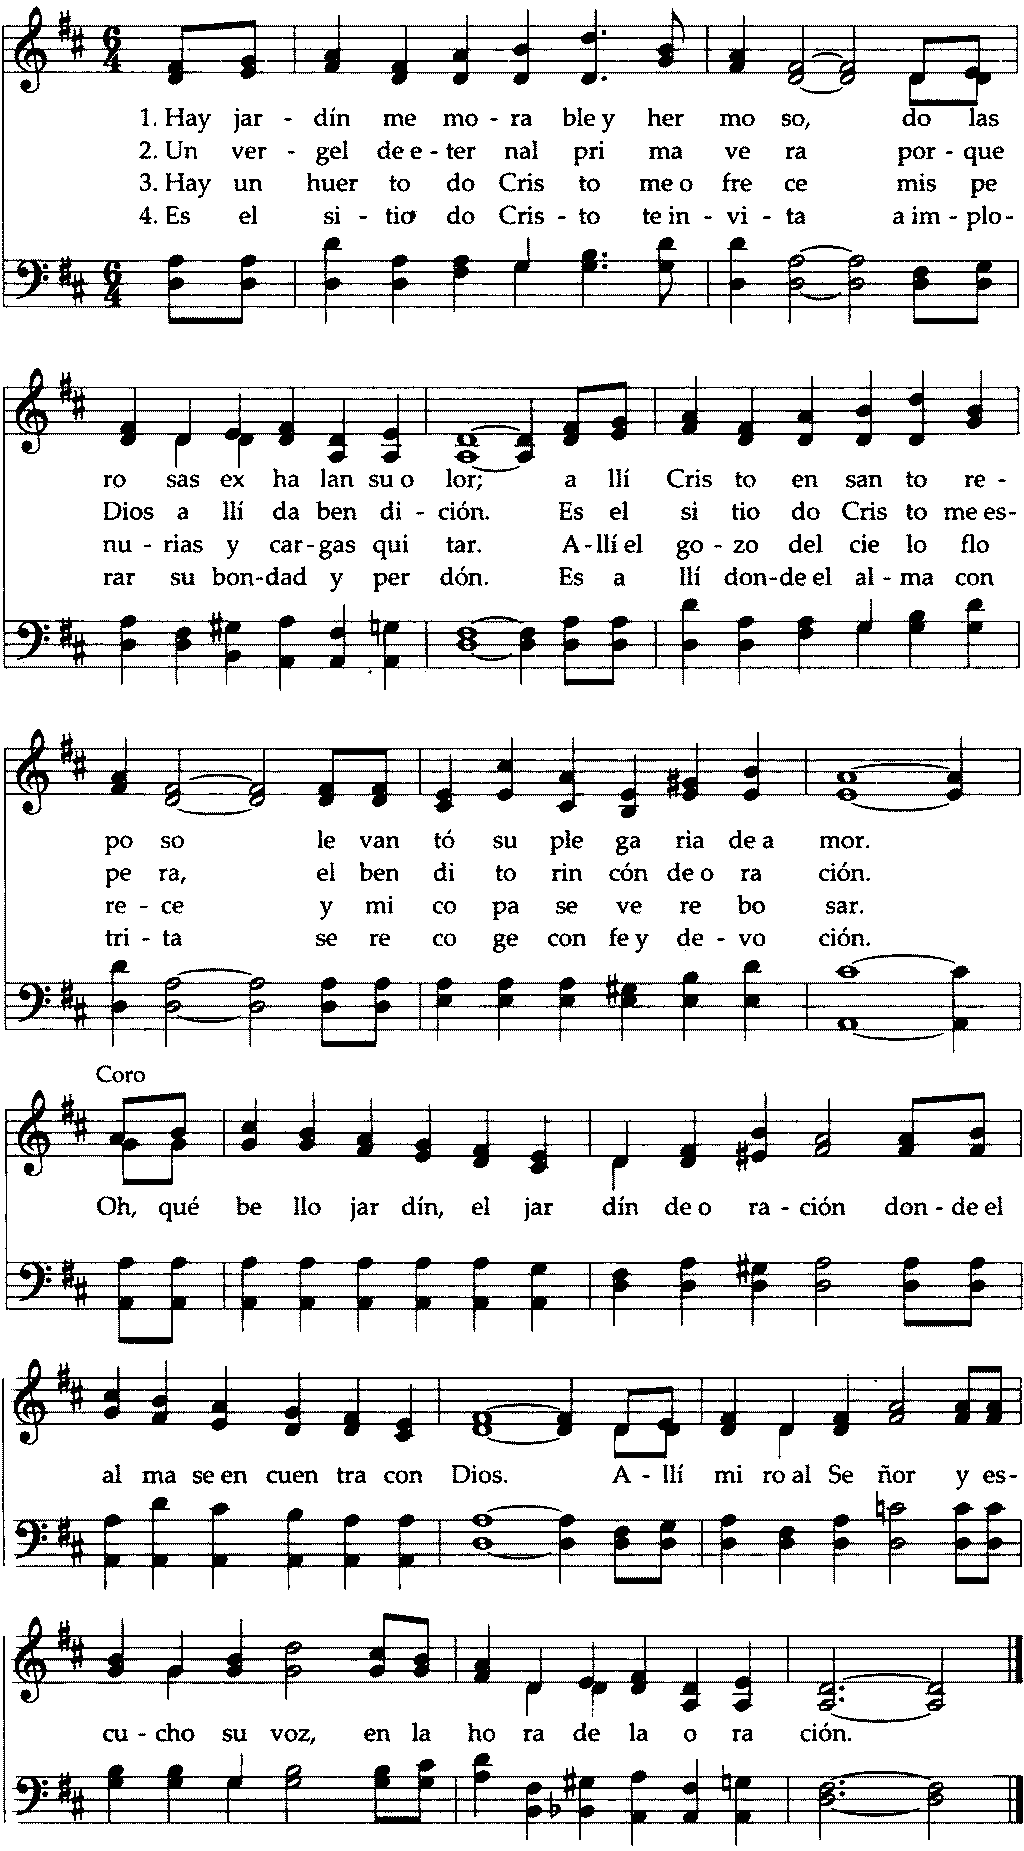 1. Hay jar - dín me mo - ra ble y her mo so, do las
2. Un ver - gel de e - ter nal pri ma ve ra por - que
3. Hay un huer to do Cris to me o fre ce mis pe
4. Es el si - tio do Cris - to te in - vi - ta a im - plo -
ro sas ex ha lan su o lor; a llí Cris to en san to re -
Dios a llí da ben di - ción. Es el si tio do Cris to me es -
nu - rias y car - gas qui tar. A - llí el go - zo del cie lo flo
rar su bon - dad y per dón. Es a llí don - de el al - ma con
po so le van tó su ple ga ria de a mor.
pe ra, el ben di to rin cón de o ra ción.
re - ce y mi co pa se ve re bo sar.
tri - ta se re co ge con fe y de - vo ción.
Coro
Oh, qué be llo jar dín, el jar dín de o ra - ción don - de el
al ma se en cuen tra con Dios. A - llí mi ro al Se ñor y es -
cu - cho su voz, en la ho ra de la o ra ción.